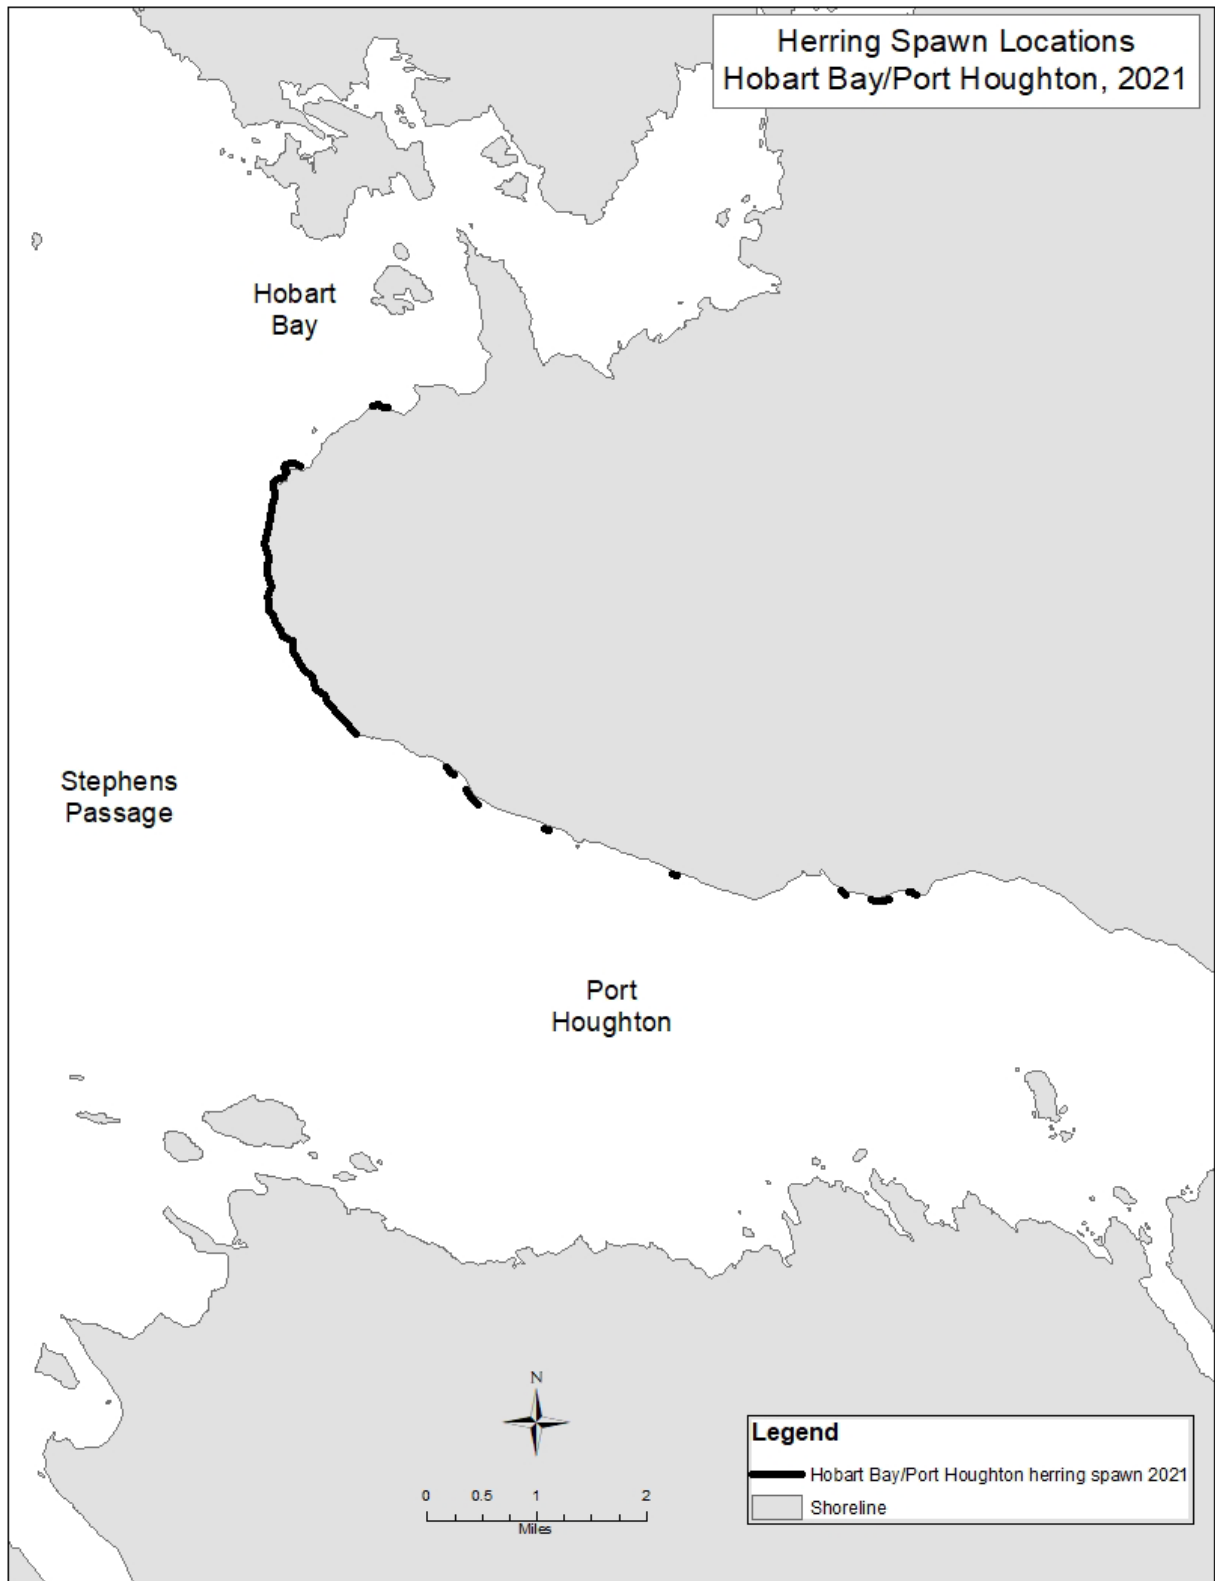 Herring Spawn Locations
Hobart Bay/Port Houghton, 2021
Hobart
Bay
Stephens
Passage
Port
Houghton
N
0 0.5 1 2
Miles
Legend
Hobart Bay/Port Houghton herring spawn 2021
Shoreline